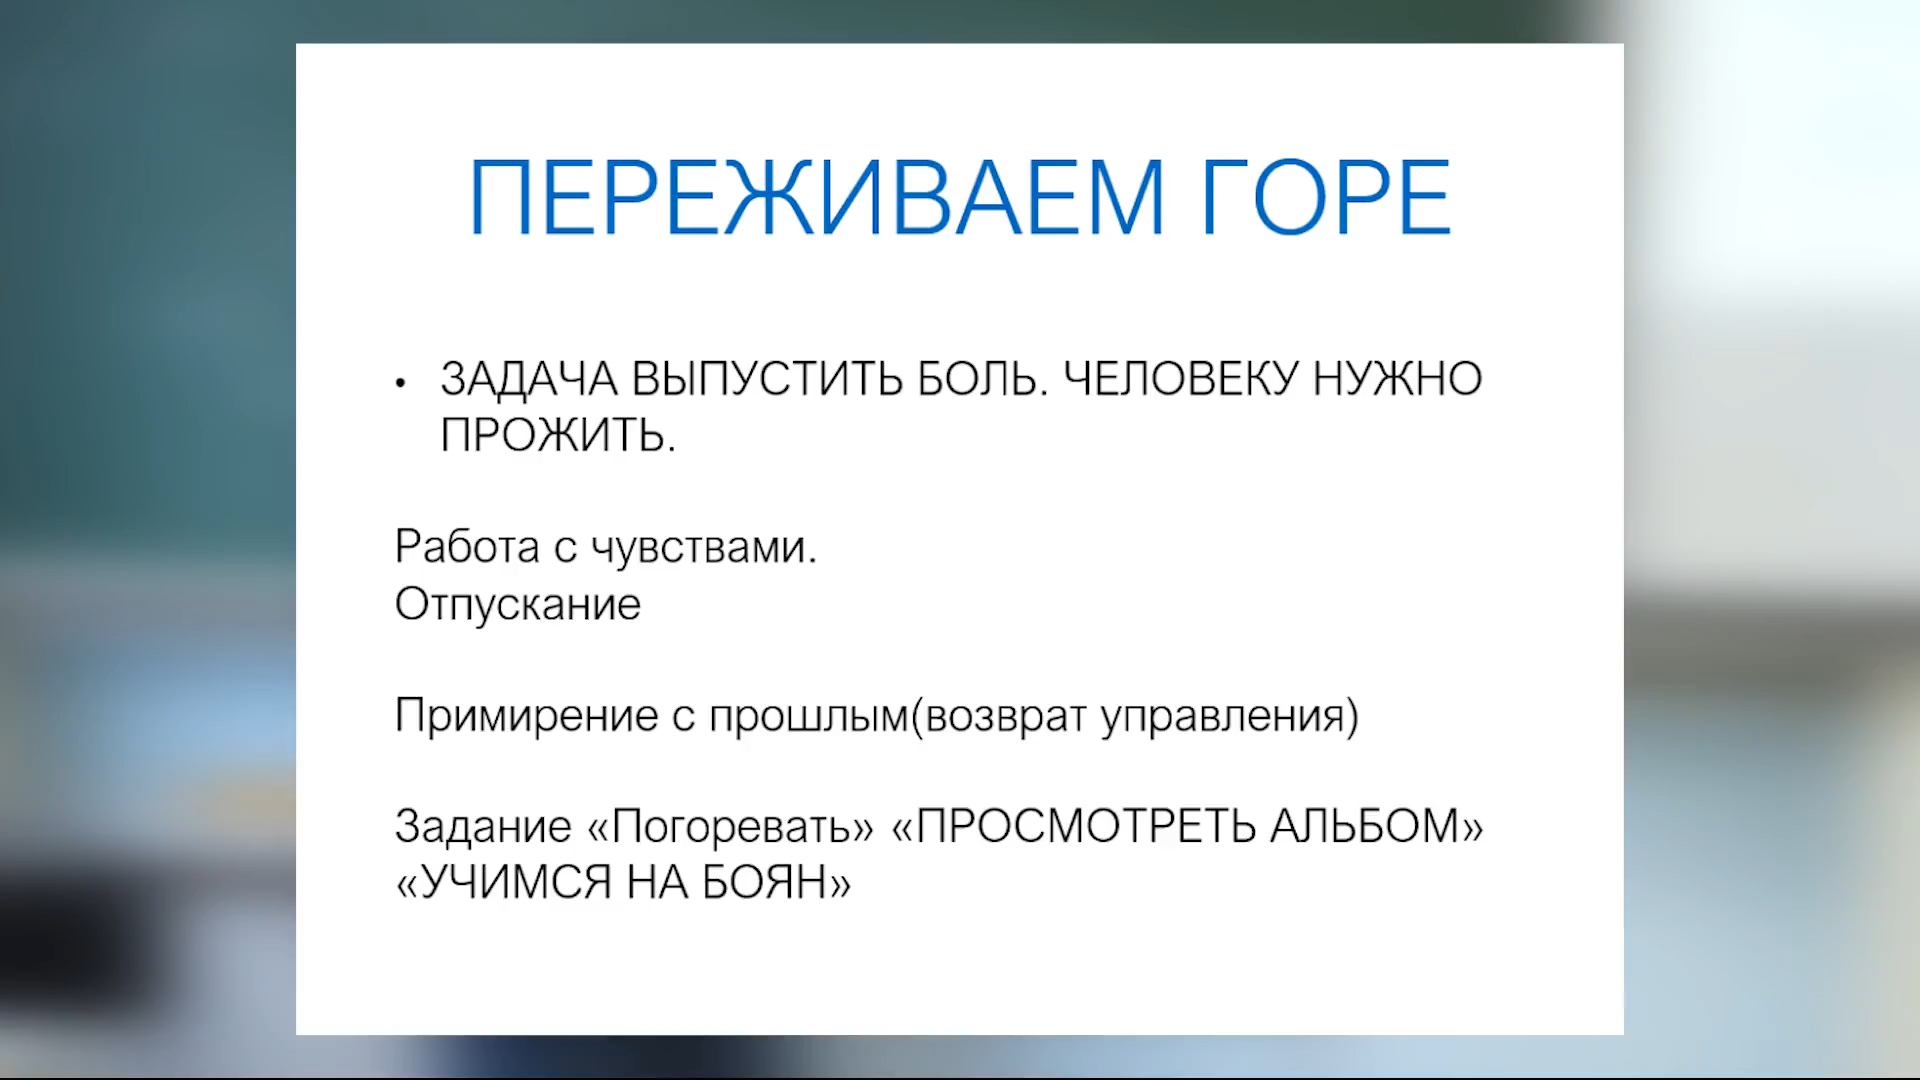 ПЕРЕЖИВАЕМ ГОРЕ
• ЗАДАЧА ВЫПУСТИТЬ БОЛЬ. ЧЕЛОВЕКУ НУЖНО
ПРОЖИТЬ.
Работа с чувствами.
Отпускание
Примирение с прошлым(возврат управления)
Задание «Погоревать» «ПРОСМОТРЕТЬ АЛЬБОМ»
«УЧИМСЯ НА БОЯН»